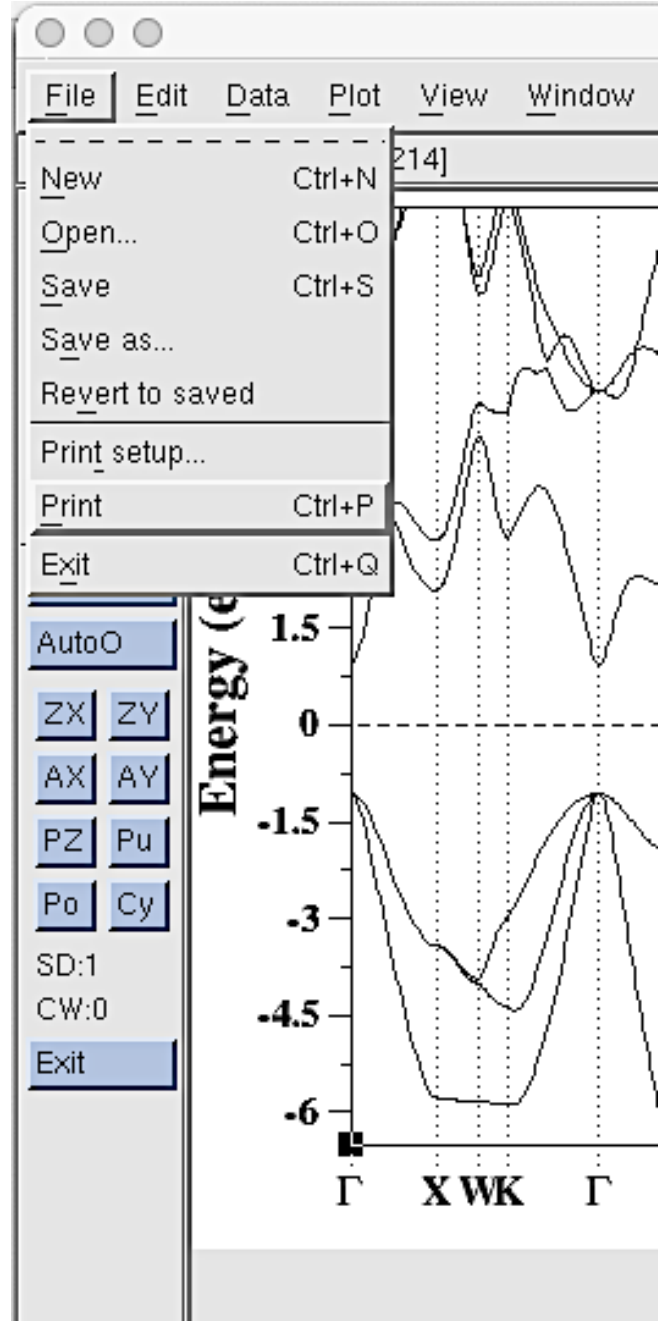 File Edit Data Plot View Window
214]
New Ctrl+N
Open... Ctrl+O
Save Ctrl+S
Save as...
Revert to saved
Print setup...
Print Ctrl+P
Exit Ctrl+Q
AutoO
ZX ZY
AX AY
PZ Pu
Po Cy
SD:1
CW:0
Exit
Energy (e
1.5
0
-1.5
-3
-4.5
-6
Γ X W K Γ